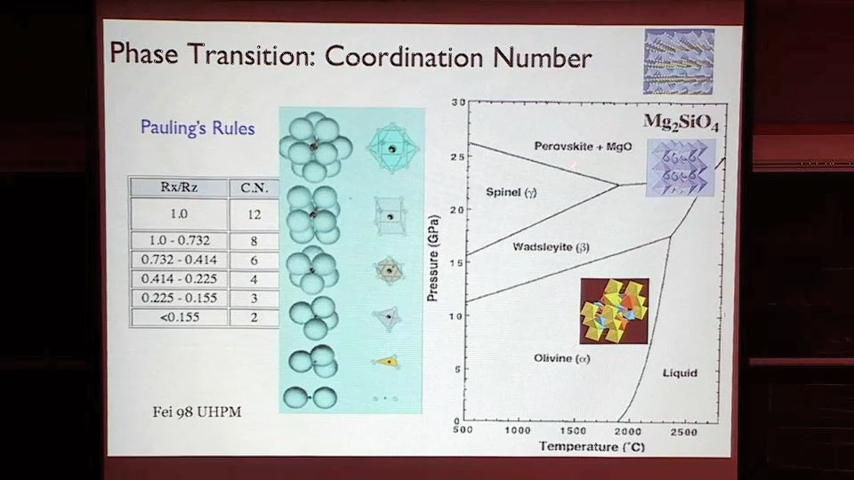 Phase Transition: Coordination Number
Pauling's Rules
Rx/Rz C.N.
1.0 12
1.0 - 0.732 8
0.732 - 0.414 6
0.414 - 0.225 4
0.225 - 0.155 3
<0.155 2
Fei 98 UHPM
Mg₂SiO₄
Perovskite + MgO
Spinel (γ)
Wadsleyite (β)
Olivine (α)
Liquid
Pressure (GPa)
30
25
20
15
10
5
0
500 1000 1500 2000 2500
Temperature (°C)